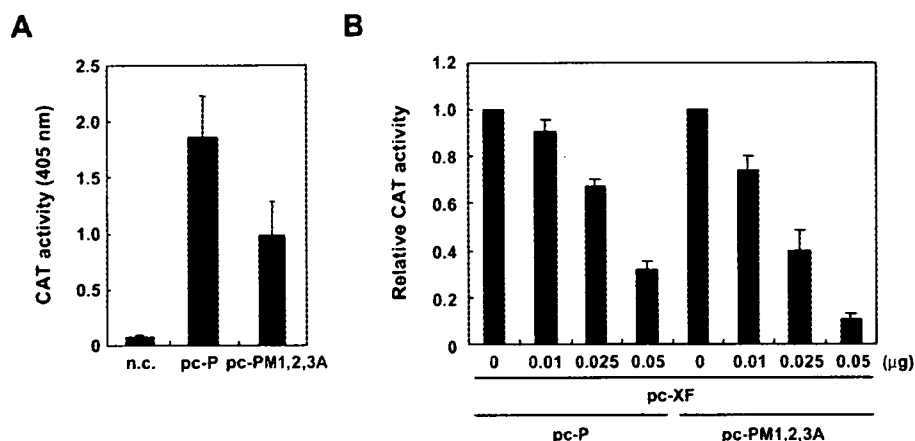 A
CAT activity (405 nm)
2.5
2.0
1.5
1.0
0.5
0
n.c. pc-P pc-PM1,2,3A
B
Relative CAT activity
1.2
1.0
0.8
0.6
0.4
0.2
0
0 0.01 0.025 0.05 0 0.01 0.025 0.05 (μg)
pc-XF
pc-P pc-PM1,2,3A